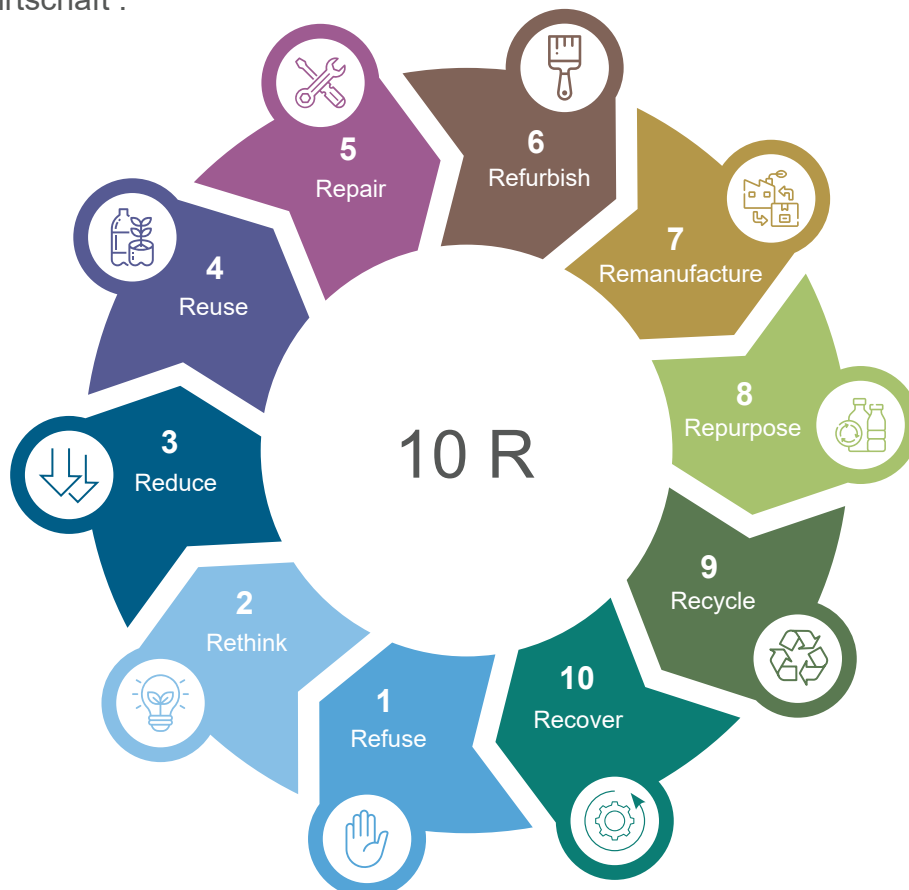 10 R
1
Refuse
2
Rethink
3
Reduce
4
Reuse
5
Repair
6
Refurbish
7
Remanufacture
8
Repurpose
9
Recycle
10
Recover